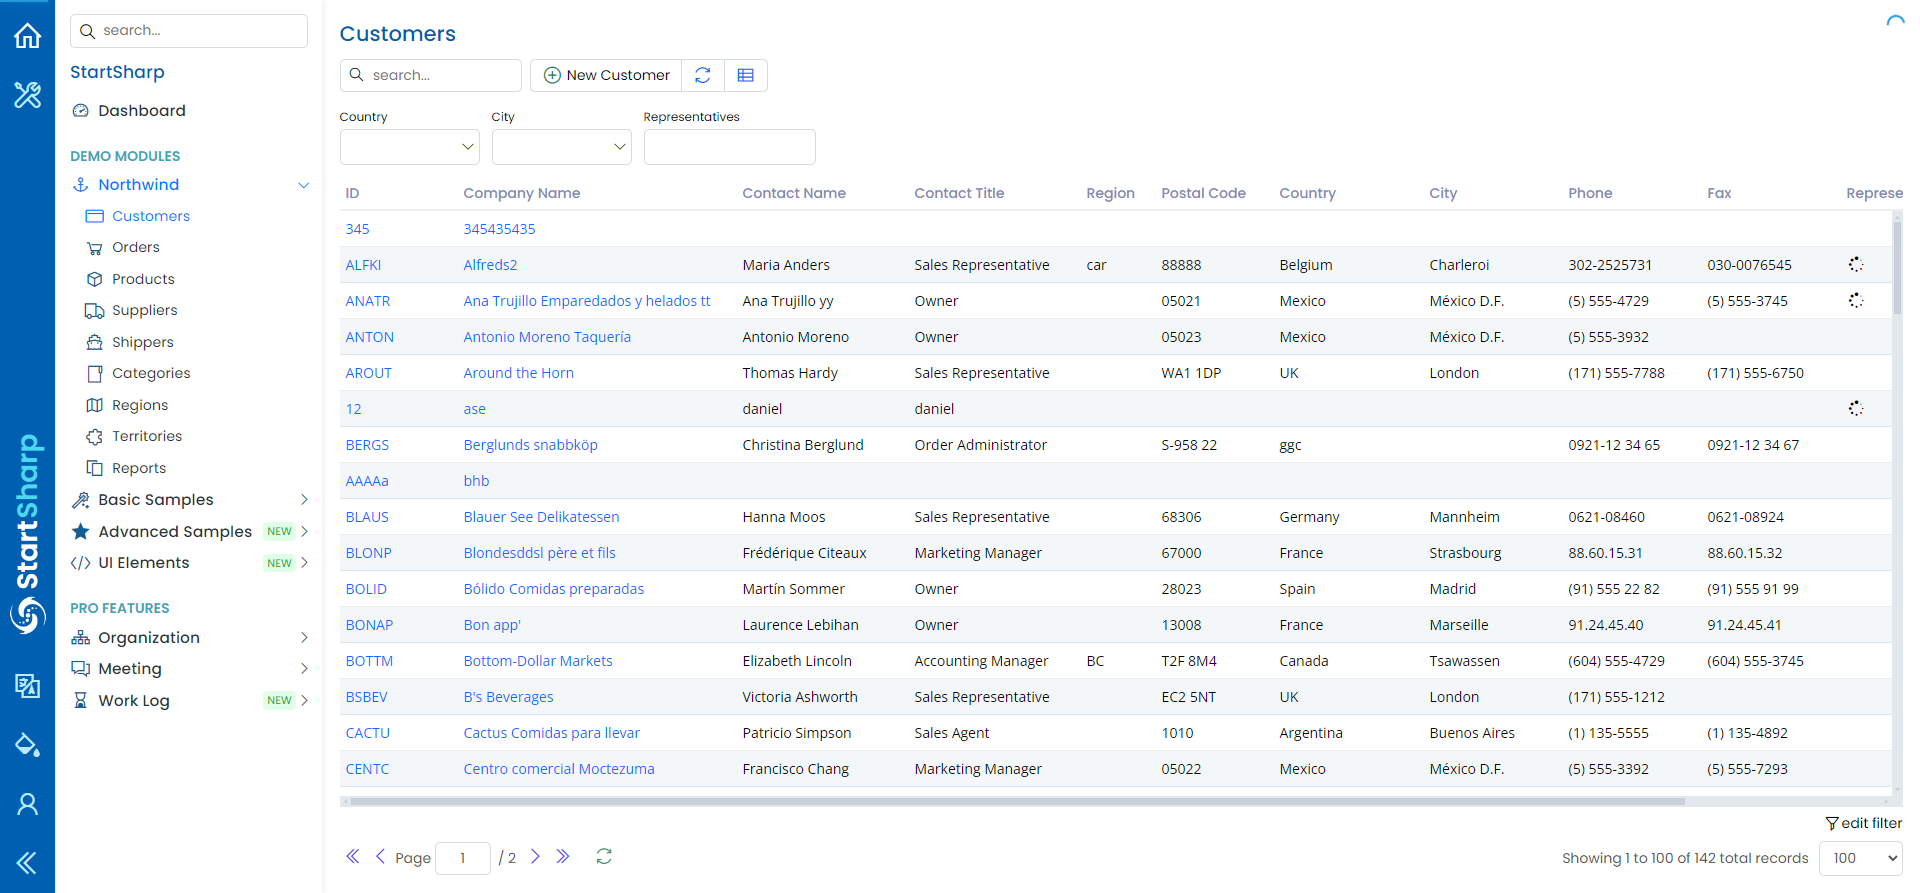 search...
StartSharp
Dashboard
DEMO MODULES
Northwind
Customers
Orders
Products
Suppliers
Shippers
Categories
Regions
Territories
Reports
Basic Samples
Advanced Samples NEW
UI Elements NEW
PRO FEATURES
Organization
Meeting
Work Log NEW
StartSharp
Customers
search...
New Customer
Country City Representatives
ID Company Name Contact Name Contact Title Region Postal Code Country City Phone Fax Represe
345 345435435
ALFKI Alfreds2 Maria Anders Sales Representative car 88888 Belgium Charleroi 302-2525731 030-0076545
ANATR Ana Trujillo Emparedados y helados tt Ana Trujillo yy Owner 05021 Mexico México D.F. (5) 555-4729 (5) 555-3745
ANTON Antonio Moreno Taquería Antonio Moreno Owner 05023 Mexico México D.F. (5) 555-3932
AROUT Around the Horn Thomas Hardy Sales Representative WA1 1DP UK London (171) 555-7788 (171) 555-6750
12 ase daniel daniel
BERGS Berglunds snabbköp Christina Berglund Order Administrator S-958 22 ggc 0921-12 34 65 0921-12 34 67
AAAAa bhb
BLAUS Blauer See Delikatessen Hanna Moos Sales Representative 68306 Germany Mannheim 0621-08460 0621-08924
BLONP Blondesddsl père et fils Frédérique Citeaux Marketing Manager 67000 France Strasbourg 88.60.15.31 88.60.15.32
BOLID Bólido Comidas preparadas Martín Sommer Owner 28023 Spain Madrid (91) 555 22 82 (91) 555 91 99
BONAP Bon app' Laurence Lebihan Owner 13008 France Marseille 91.24.45.40 91.24.45.41
BOTTM Bottom-Dollar Markets Elizabeth Lincoln Accounting Manager BC T2F 8M4 Canada Tsawassen (604) 555-4729 (604) 555-3745
BSBEV B's Beverages Victoria Ashworth Sales Representative EC2 5NT UK London (171) 555-1212
CACTU Cactus Comidas para llevar Patricio Simpson Sales Agent 1010 Argentina Buenos Aires (1) 135-5555 (1) 135-4892
CENTC Centro comercial Moctezuma Francisco Chang Marketing Manager 05022 Mexico México D.F. (5) 555-3392 (5) 555-7293
edit filter
Page 1 / 2 Showing 1 to 100 of 142 total records 100